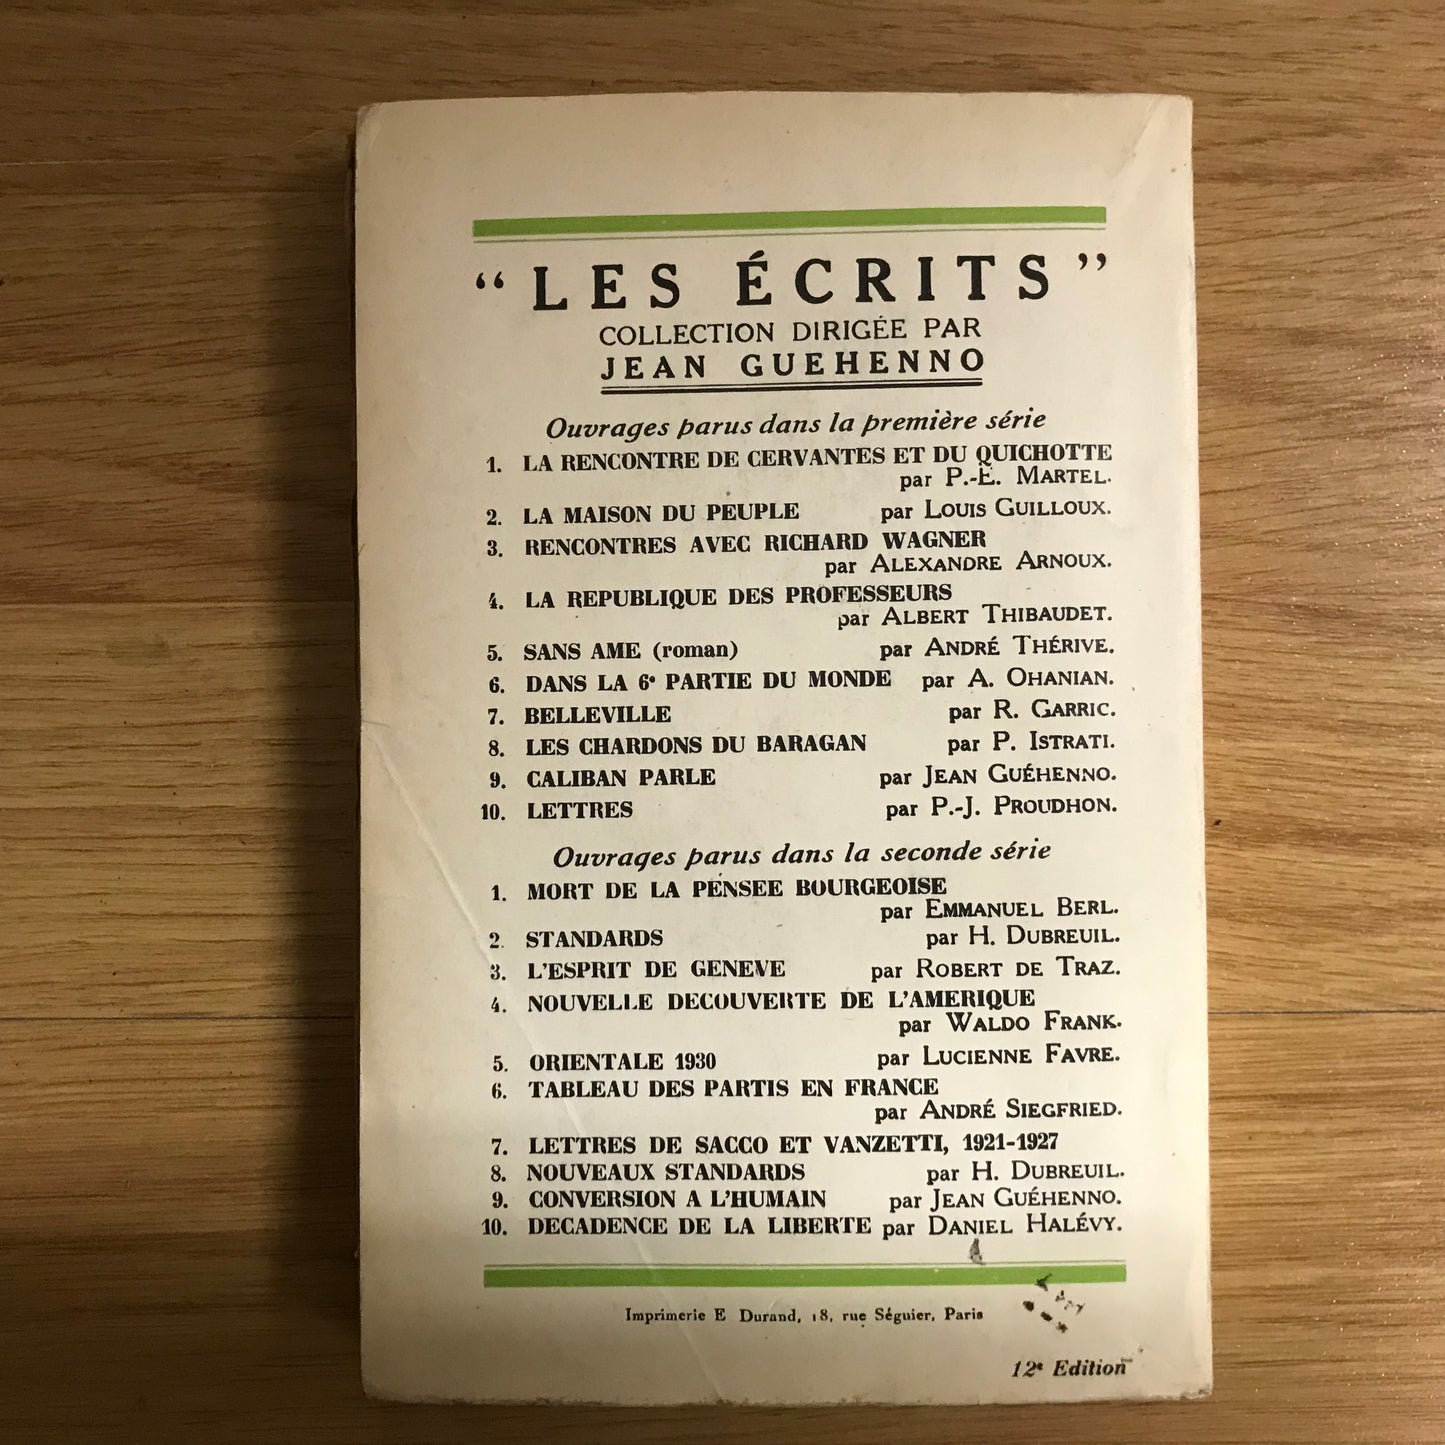 “ LES ÉCRITS ”
COLLECTION DIRIGÉE PAR
JEAN GUEHENNO
Ouvrages parus dans la première série
1. LA RENCONTRE DE CERVANTES ET DU QUICHOTTE
par P.-E. MARTEL.
2. LA MAISON DU PEUPLE par LOUIS GUILLOUX.
3. RENCONTRES AVEC RICHARD WAGNER
par ALEXANDRE ARNOUX.
4. LA REPUBLIQUE DES PROFESSEURS
par ALBERT THIBAUDET.
5. SANS AME (roman) par ANDRÉ THÉRIVE.
6. DANS LA 6e PARTIE DU MONDE par A. OHANIAN.
7. BELLEVILLE par R. GARRIC.
8. LES CHARDONS DU BARAGAN par P. ISTRATI.
9. CALIBAN PARLE par JEAN GUÉHENNO.
10. LETTRES par P.-J. PROUDHON.
Ouvrages parus dans la seconde série
1. MORT DE LA PENSEE BOURGEOISE
par EMMANUEL BERL.
2. STANDARDS par H. DUBREUIL.
3. L'ESPRIT DE GENEVE par ROBERT DE TRAZ.
4. NOUVELLE DECOUVERTE DE L'AMERIQUE
par WALDO FRANK.
5. ORIENTALE 1930 par LUCIENNE FAVRE.
6. TABLEAU DES PARTIS EN FRANCE
par ANDRÉ SIEGFRIED.
7. LETTRES DE SACCO ET VANZETTI, 1921-1927
8. NOUVEAUX STANDARDS par H. DUBREUIL.
9. CONVERSION A L'HUMAIN par JEAN GUÉHENNO.
10. DECADENCE DE LA LIBERTE par DANIEL HALÉVY.
Imprimerie E Durand, 18, rue Séguier, Paris
12e Edition